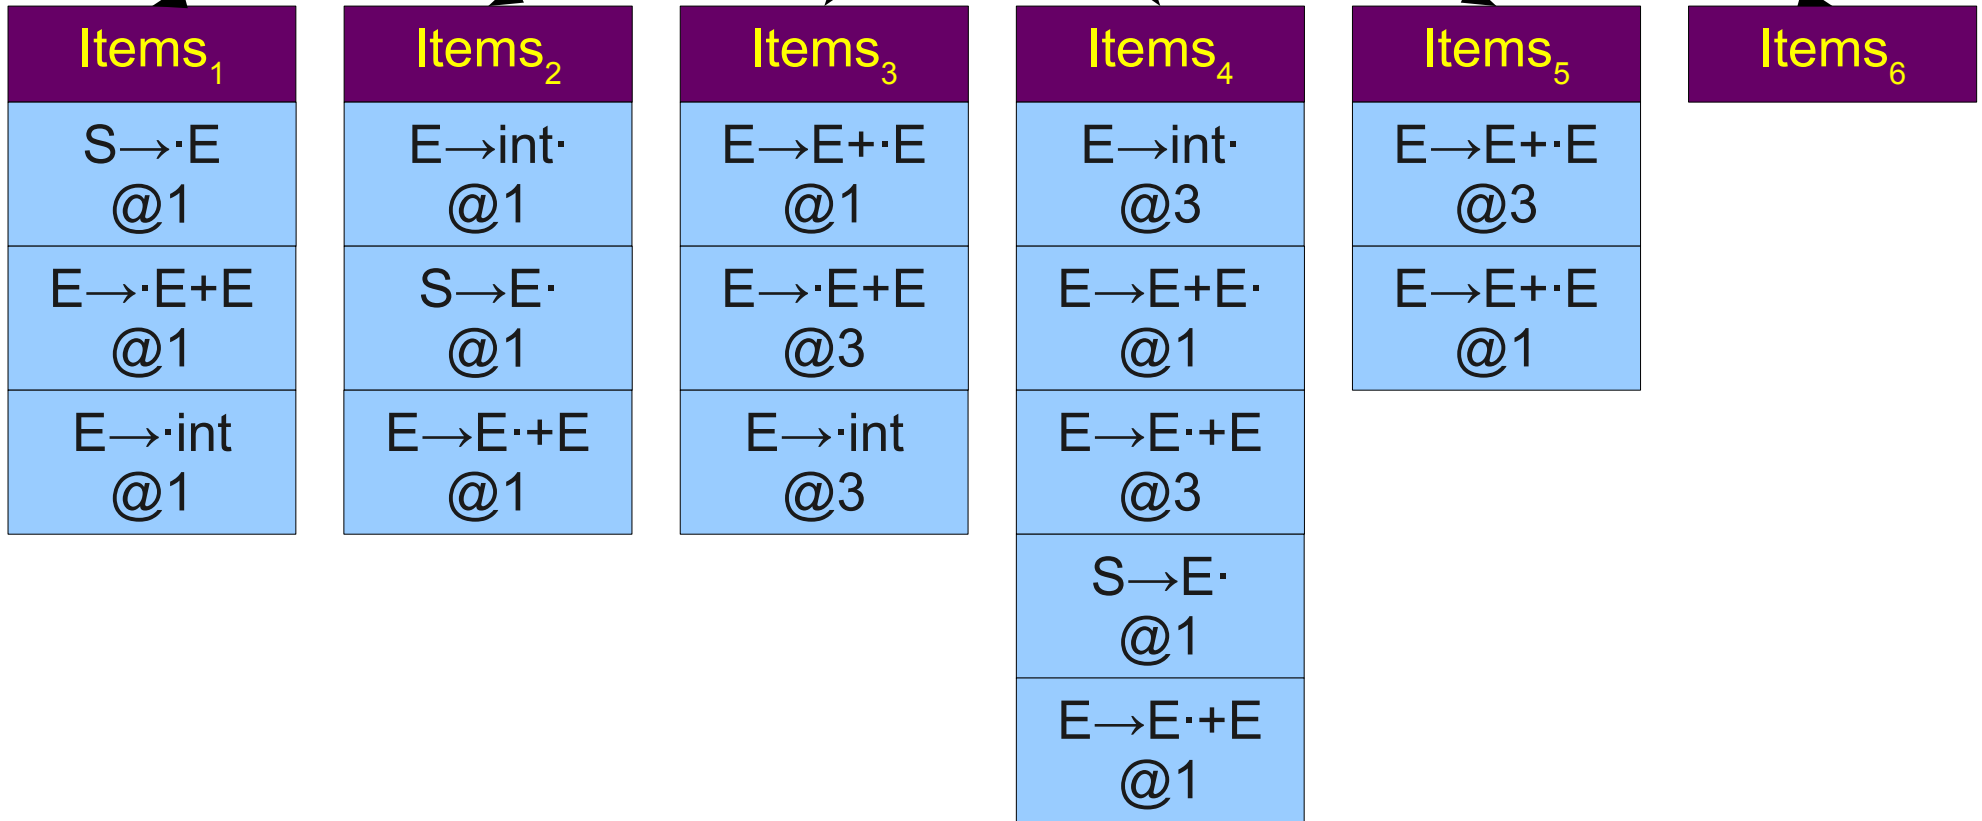 Items₁
S→·E
@1
E→·E+E
@1
E→·int
@1
Items₂
E→int·
@1
S→E·
@1
E→E·+E
@1
Items₃
E→E+·E
@1
E→·E+E
@3
E→·int
@3
Items₄
E→int·
@3
E→E+E·
@1
E→E·+E
@3
S→E·
@1
E→E·+E
@1
Items₅
E→E+·E
@3
E→E+·E
@1
Items₆